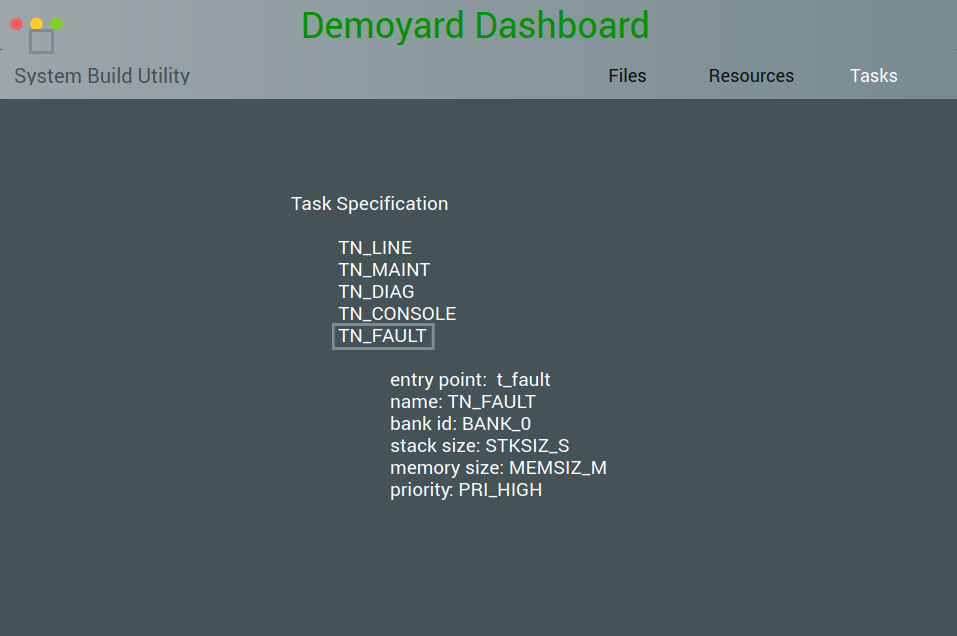 Demoyard Dashboard
System Build Utility
Files
Resources
Tasks
Task Specification
TN_LINE
TN_MAINT
TN_DIAG
TN_CONSOLE
TN_FAULT
entry point:  t_fault
name: TN_FAULT
bank id: BANK_0
stack size: STKSIZ_S
memory size: MEMSIZ_M
priority: PRI_HIGH